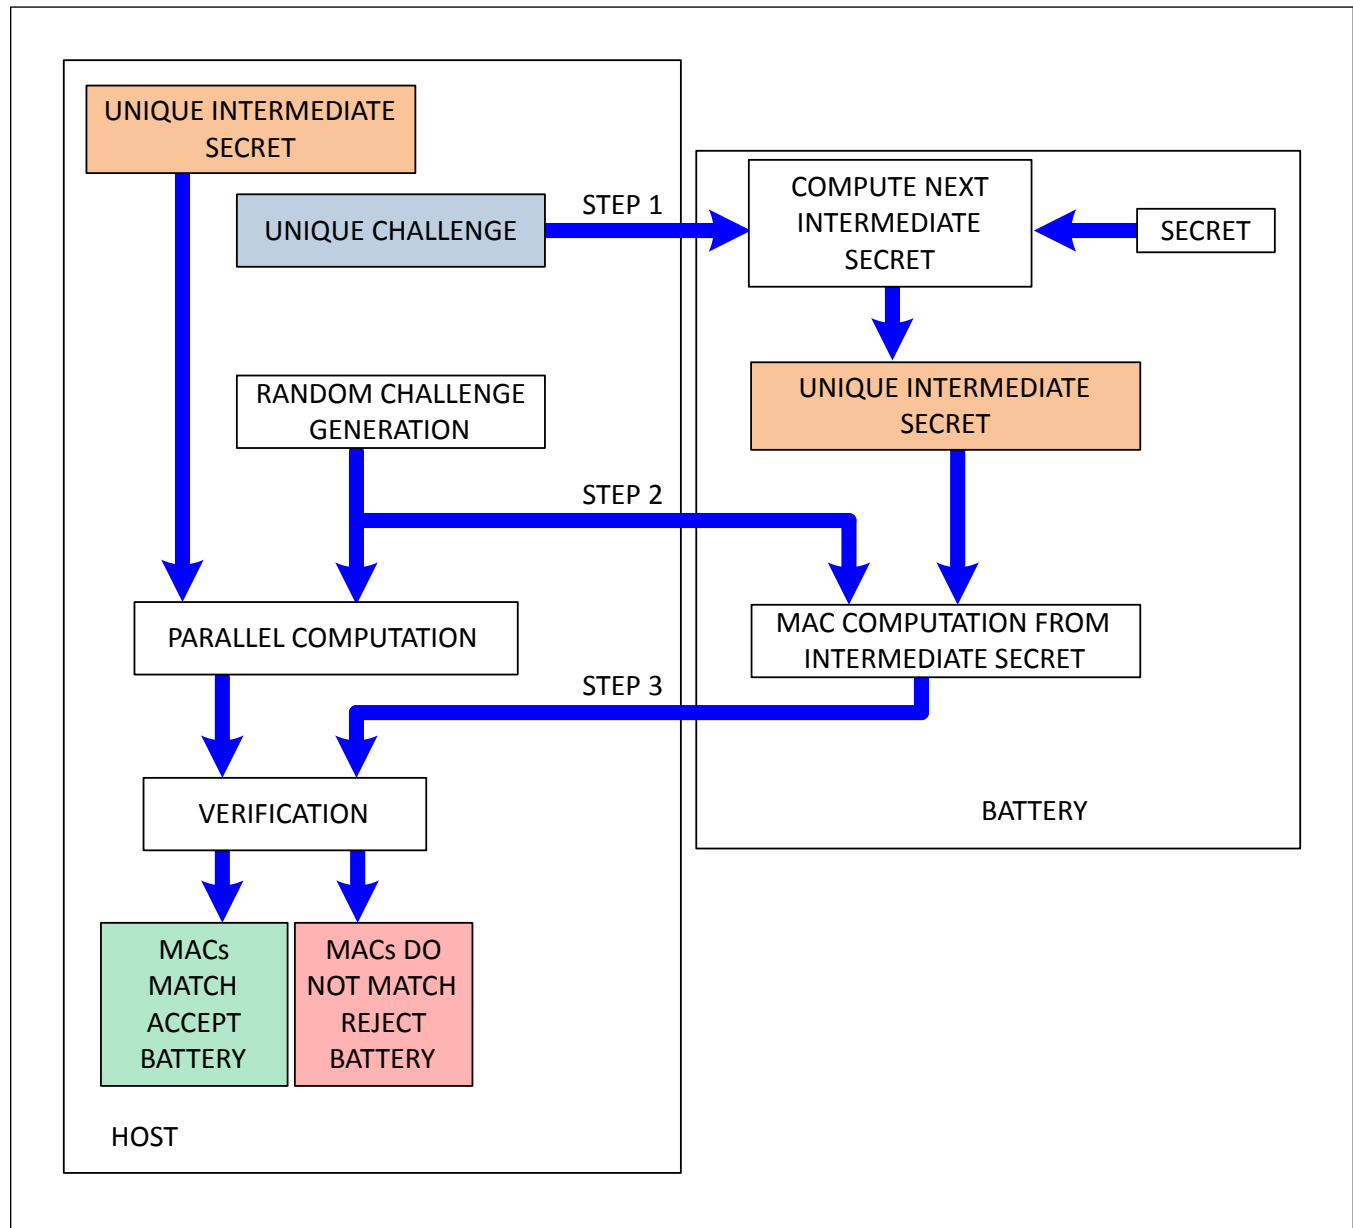 UNIQUE INTERMEDIATE
SECRET
UNIQUE CHALLENGE
STEP 1
COMPUTE NEXT
INTERMEDIATE
SECRET
SECRET
RANDOM CHALLENGE
GENERATION
UNIQUE INTERMEDIATE
SECRET
STEP 2
PARALLEL COMPUTATION
MAC COMPUTATION FROM
INTERMEDIATE SECRET
STEP 3
VERIFICATION
BATTERY
MACs
MATCH
ACCEPT
BATTERY
MACs DO
NOT MATCH
REJECT
BATTERY
HOST